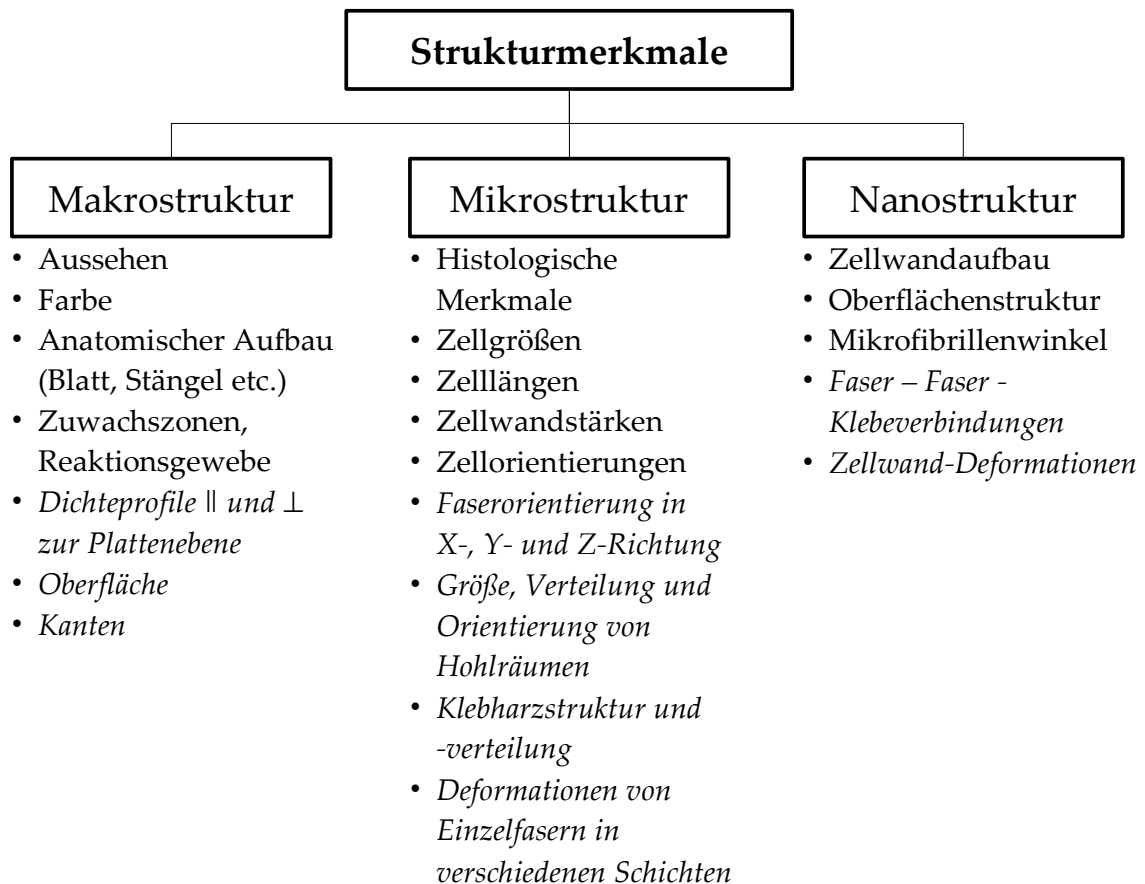 Strukturmerkmale
Makrostruktur
• Aussehen
• Farbe
• Anatomischer Aufbau
(Blatt, Stängel etc.)
• Zuwachszonen,
Reaktionsgewebe
• Dichteprofile ∥ und ⊥
zur Plattenebene
• Oberfläche
• Kanten
Mikrostruktur
• Histologische
Merkmale
• Zellgrößen
• Zelllängen
• Zellwandstärken
• Zellorientierungen
• Faserorientierung in
X-, Y- und Z-Richtung
• Größe, Verteilung und
Orientierung von
Hohlräumen
• Klebharzstruktur und
-verteilung
• Deformationen von
Einzelfasern in
verschiedenen Schichten
Nanostruktur
• Zellwandaufbau
• Oberflächenstruktur
• Mikrofibrillenwinkel
• Faser – Faser -
Klebeverbindungen
• Zellwand-Deformationen